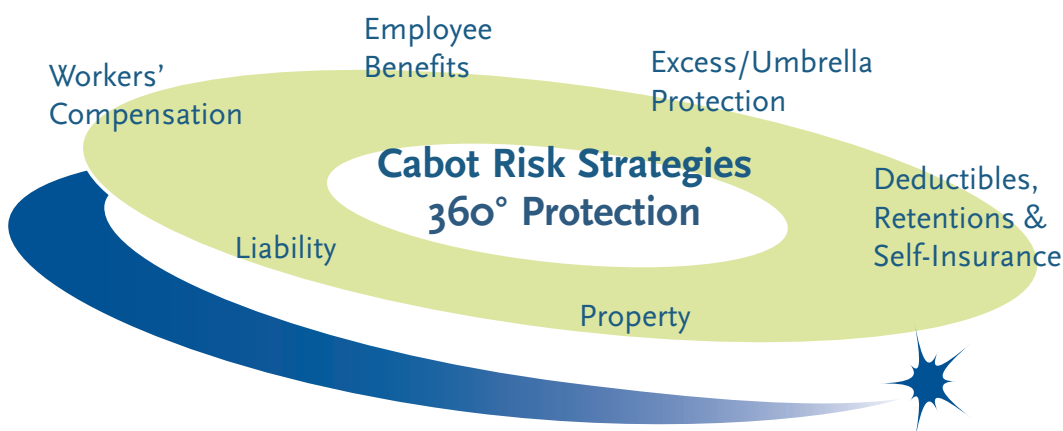 Employee
Benefits
Workers’
Compensation
Excess/Umbrella
Protection
Cabot Risk Strategies
360° Protection
Deductibles,
Retentions &
Self-Insurance
Liability
Property